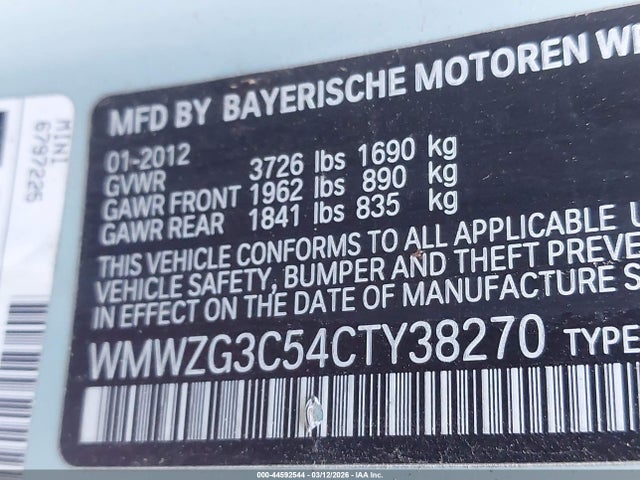 MFD BY BAYERISCHE MOTOREN WE
01-2012
GVWR 3726 lbs 1690 kg
GAWR FRONT 1962 lbs 890 kg
GAWR REAR 1841 lbs 835 kg
THIS VEHICLE CONFORMS TO ALL APPLICABLE U
VEHICLE SAFETY, BUMPER AND THEFT PREVE
IN EFFECT ON THE DATE OF MANUFACTURE S
WMWZG3C54CTY38270 TYPE
MINI
6797225
000-44592544 | 03/12/2026 | IAA Inc.